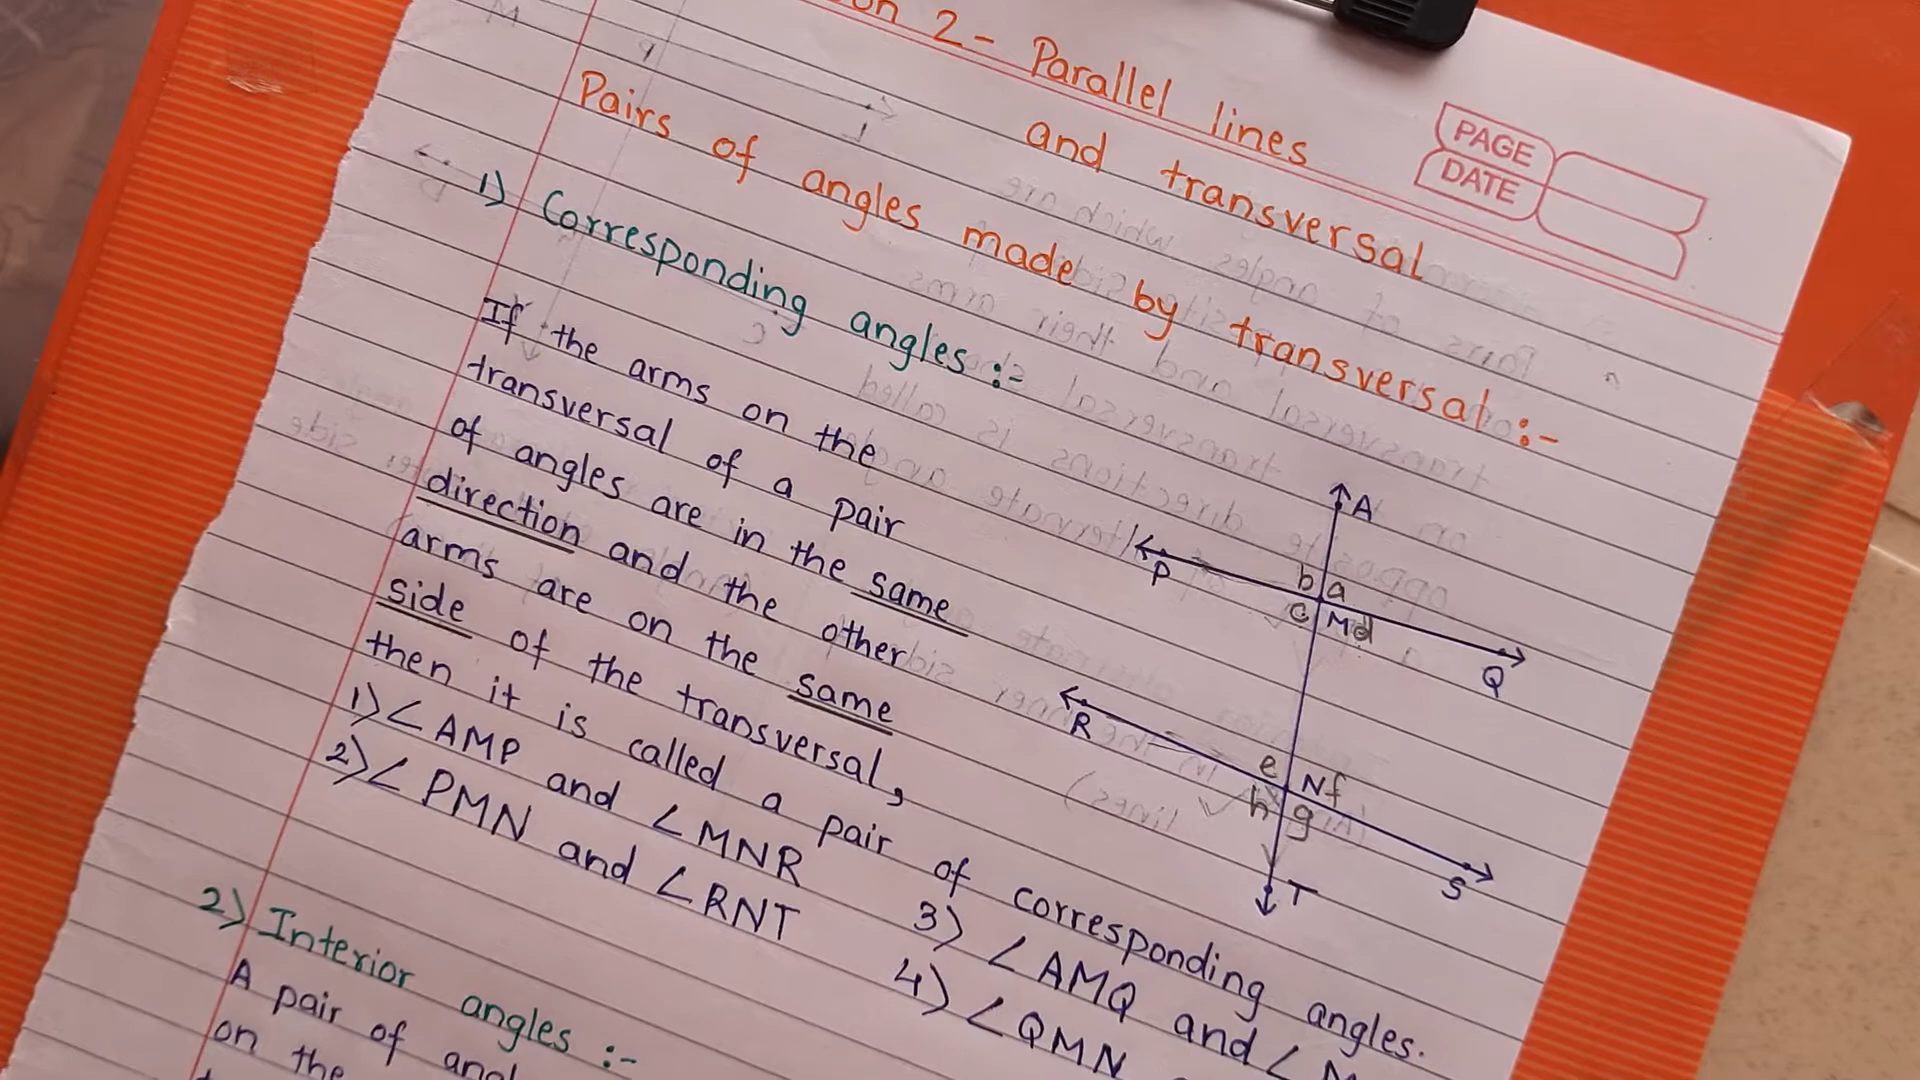 2 - Parallel lines
and transversal
PAGE
DATE
Pairs of angles made by transversal :-
1) Corresponding angles :-
If the arms on the
transversal of a pair
of angles are in the same
direction and the other
arms are on the same
side of the transversal,
then it is called a pair of corresponding angles.
1) ∠AMP and ∠MNR
2) ∠PMN and ∠RNT
3) ∠AMQ and ∠
4) ∠QMN
A
P
b a
c M d
Q
R
e N f
h g
S
T
2) Interior angles :-
A pair of
on the